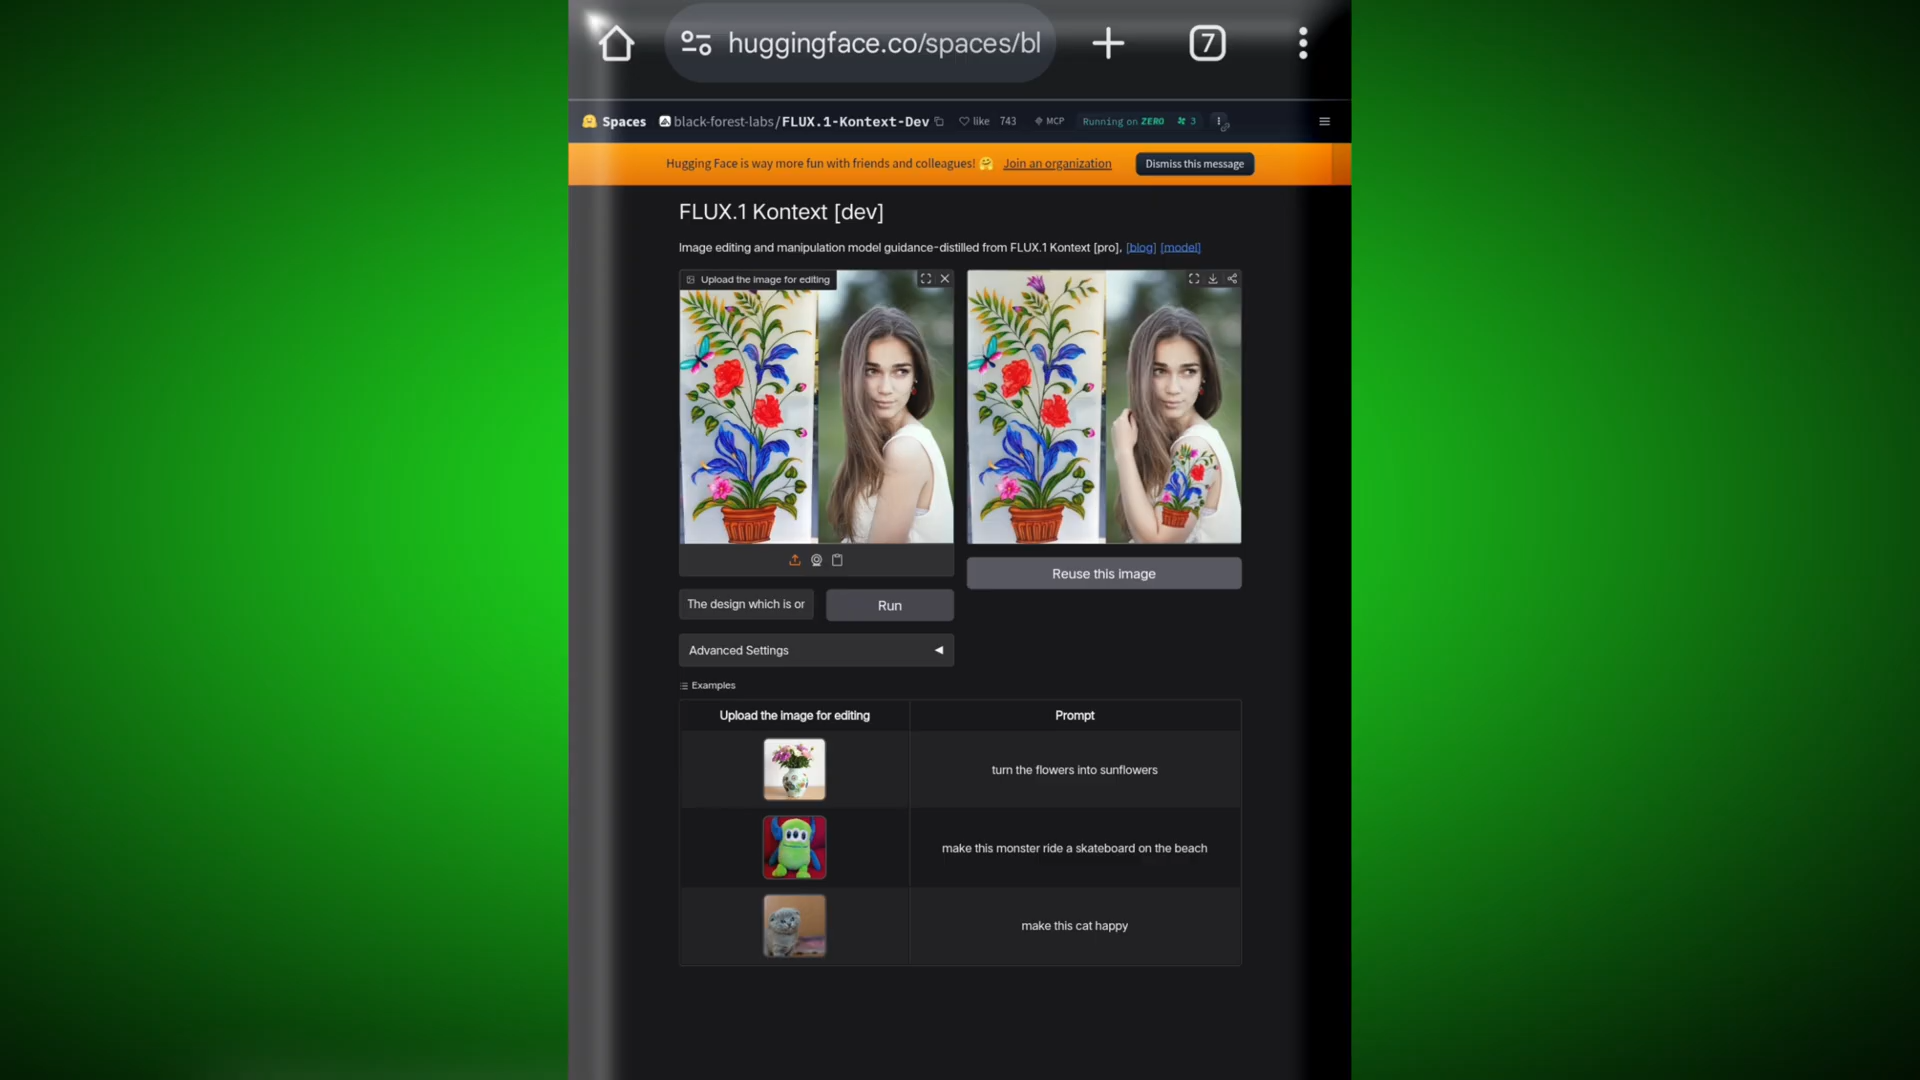 huggingface.co/spaces/bl
7
Spaces black-forest-labs/FLUX.1-Kontext-Dev like 743 MCP Running on ZERO 3
Hugging Face is way more fun with friends and colleagues! Join an organization Dismiss this message
FLUX.1 Kontext [dev]
Image editing and manipulation model guidance-distilled from FLUX.1 Kontext [pro], [blog] [model]
Upload the image for editing
Reuse this image
The design which is or
Run
Advanced Settings
Examples
Upload the image for editing Prompt
turn the flowers into sunflowers
make this monster ride a skateboard on the beach
make this cat happy